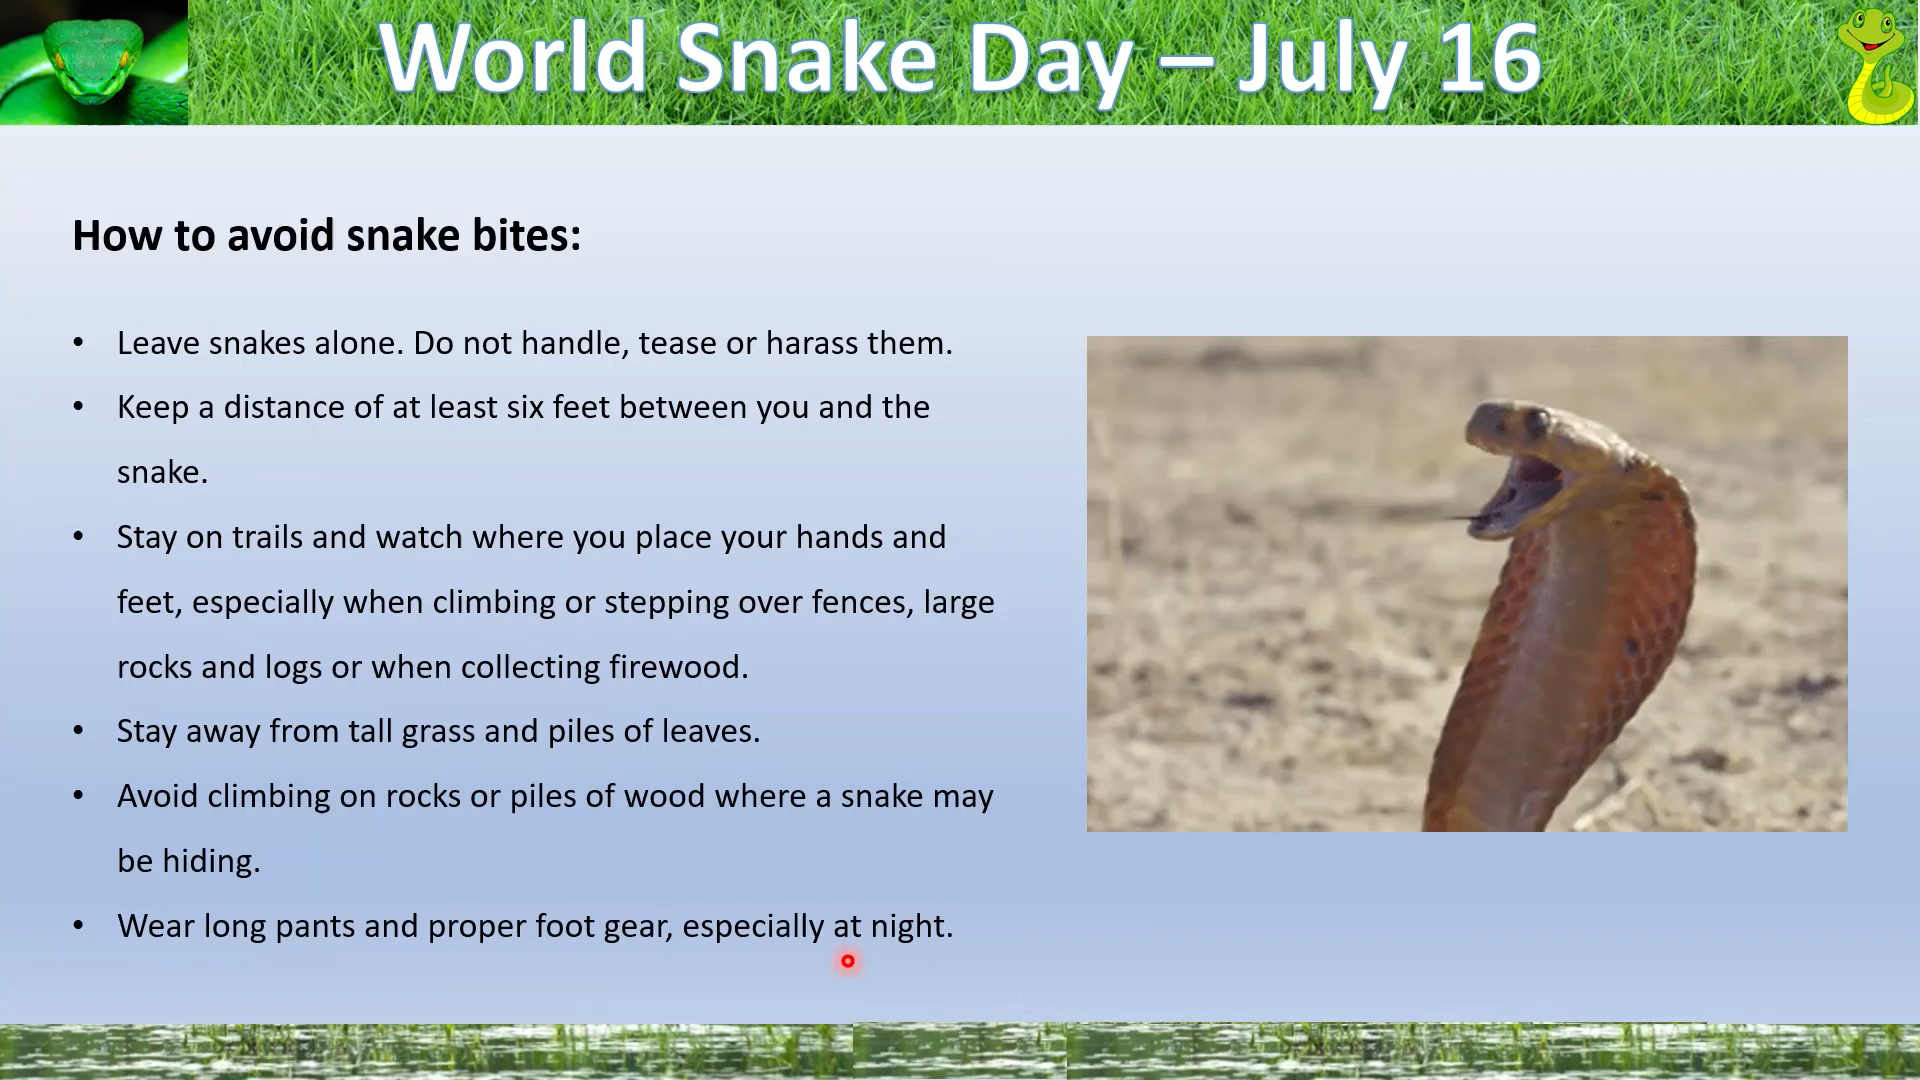 World Snake Day – July 16
How to avoid snake bites:
• Leave snakes alone. Do not handle, tease or harass them.
• Keep a distance of at least six feet between you and the
snake.
• Stay on trails and watch where you place your hands and
feet, especially when climbing or stepping over fences, large
rocks and logs or when collecting firewood.
• Stay away from tall grass and piles of leaves.
• Avoid climbing on rocks or piles of wood where a snake may
be hiding.
• Wear long pants and proper foot gear, especially at night.